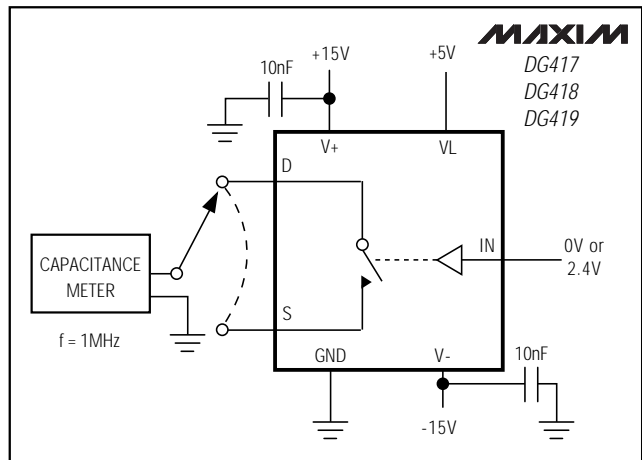 MAXIM
DG417
DG418
DG419
+15V
+5V
10nF
V+
VL
D
IN
0V or
2.4V
CAPACITANCE
METER
f = 1MHz
S
GND
V-
10nF
-15V